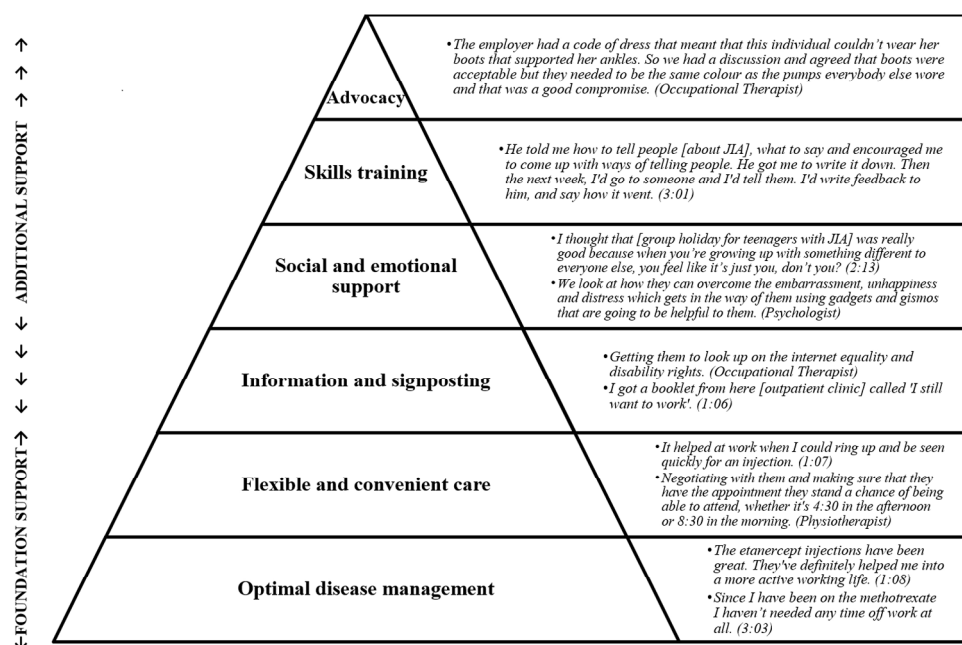 • The employer had a code of dress that meant that this individual couldn't wear her
boots that supported her ankles. So we had a discussion and agreed that boots were
acceptable but they needed to be the same colour as the pumps everybody else wore
and that was a good compromise. (Occupational Therapist)
Advocacy
• He told me how to tell people [about JIA], what to say and encouraged me
to come up with ways of telling people. He got me to write it down. Then
the next week, I'd go to someone and I'd tell them. I'd write feedback to
him, and say how it went. (3:01)
Skills training
• I thought that [group holiday for teenagers with JIA] was really
good because when you're growing up with something different to
everyone else, you feel like it's just you, don't you? (2:13)
• We look at how they can overcome the embarrassment, unhappiness
and distress which gets in the way of them using gadgets and gismos
that are going to be helpful to them. (Psychologist)
Social and emotional
support
• Getting them to look up on the internet equality and
disability rights. (Occupational Therapist)
• I got a booklet from here [outpatient clinic] called 'I still
want to work'. (1:06)
Information and signposting
• It helped at work when I could ring up and be seen
quickly for an injection. (1:07)
• Negotiating with them and making sure that they
have the appointment they stand a chance of being
able to attend, whether it's 4:30 in the afternoon
or 8:30 in the morning. (Physiotherapist)
Flexible and convenient care
• The etanercept injections have been
great. They've definitely helped me into
a more active working life. (1:08)
• Since I have been on the methotrexate
I haven't needed any time off work at
all. (3:03)
Optimal disease management
←FOUNDATION SUPPORT→
← ← ← ← ADDITIONAL SUPPORT → → → →